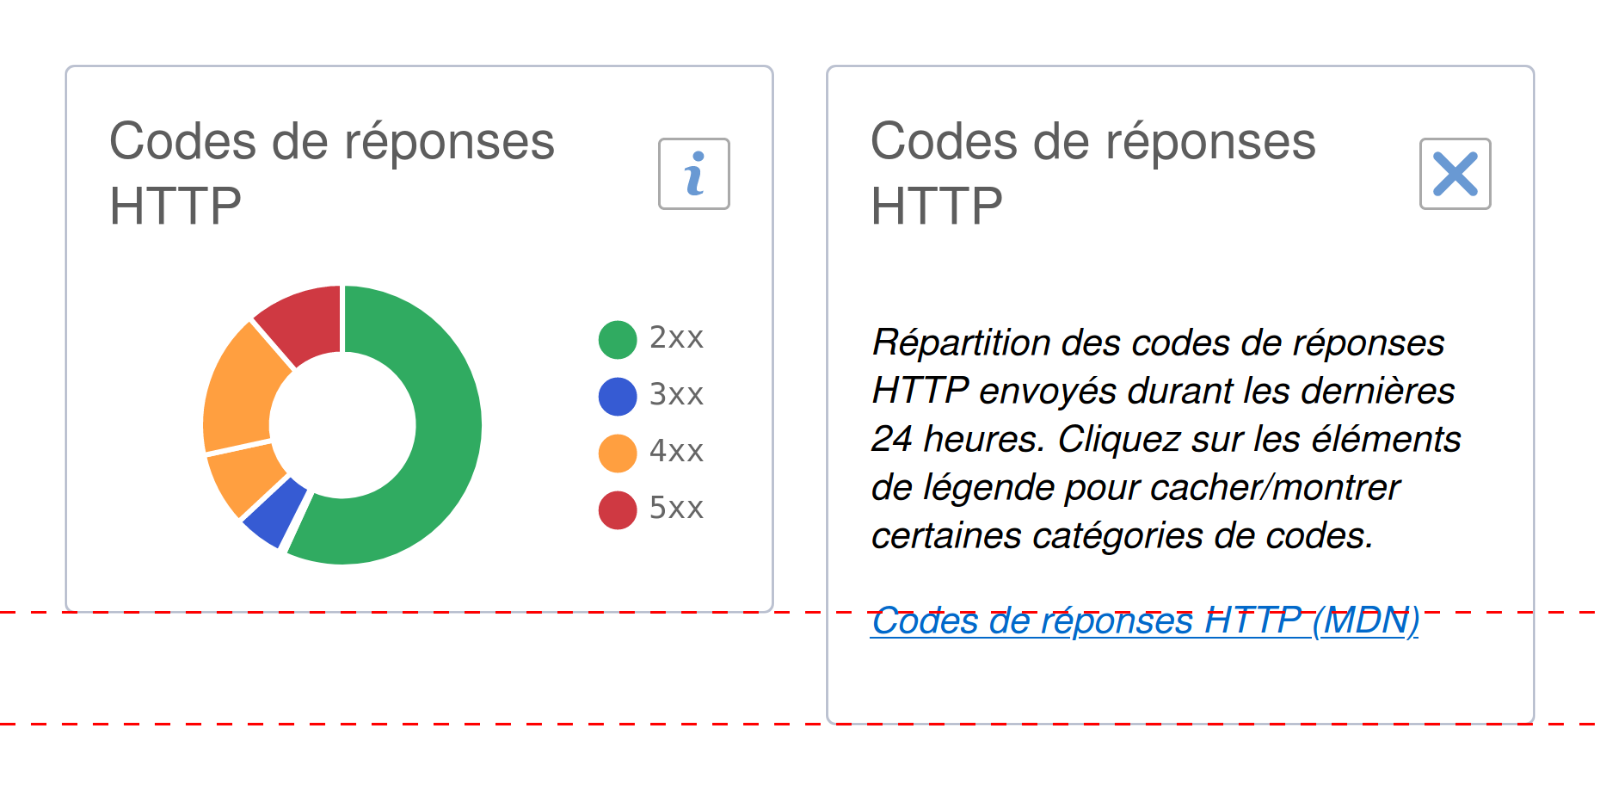 Codes de réponses
HTTP
i
2xx
3xx
4xx
5xx
Codes de réponses
HTTP
Répartition des codes de réponses
HTTP envoyés durant les dernières
24 heures. Cliquez sur les éléments
de légende pour cacher/montrer
certaines catégories de codes.
Codes de réponses HTTP (MDN)